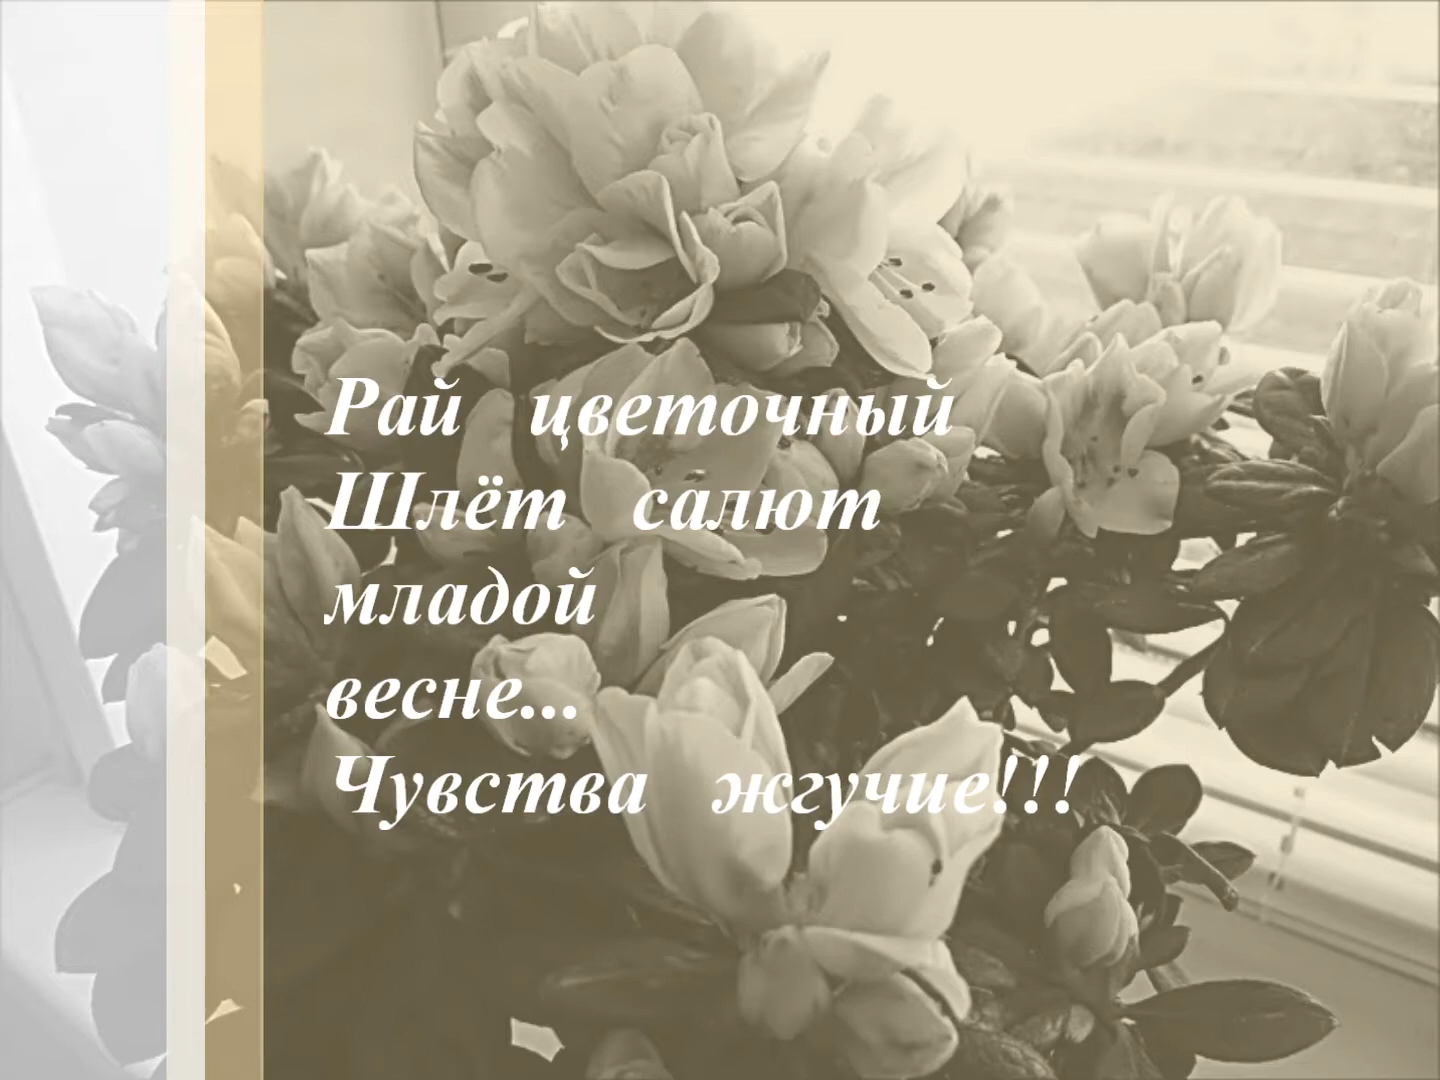 Рай цветочный
Шлёт салют
младой
весне...
Чувства жгучие!!!